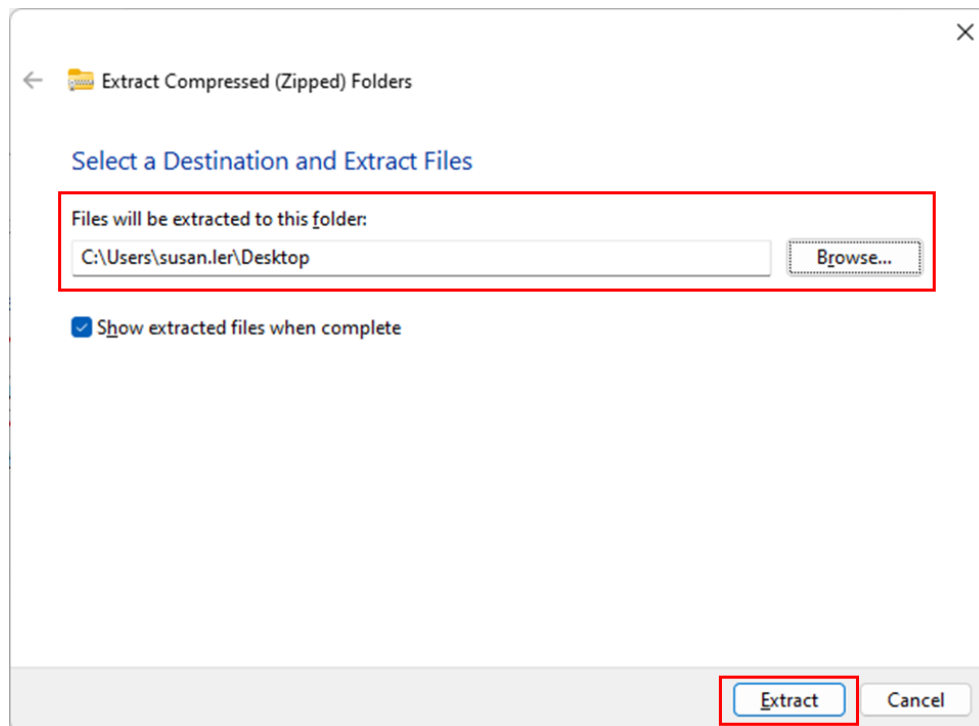 Extract Compressed (Zipped) Folders
Select a Destination and Extract Files
Files will be extracted to this folder:
C:\Users\susan.ler\Desktop
Browse...
Show extracted files when complete
Extract
Cancel